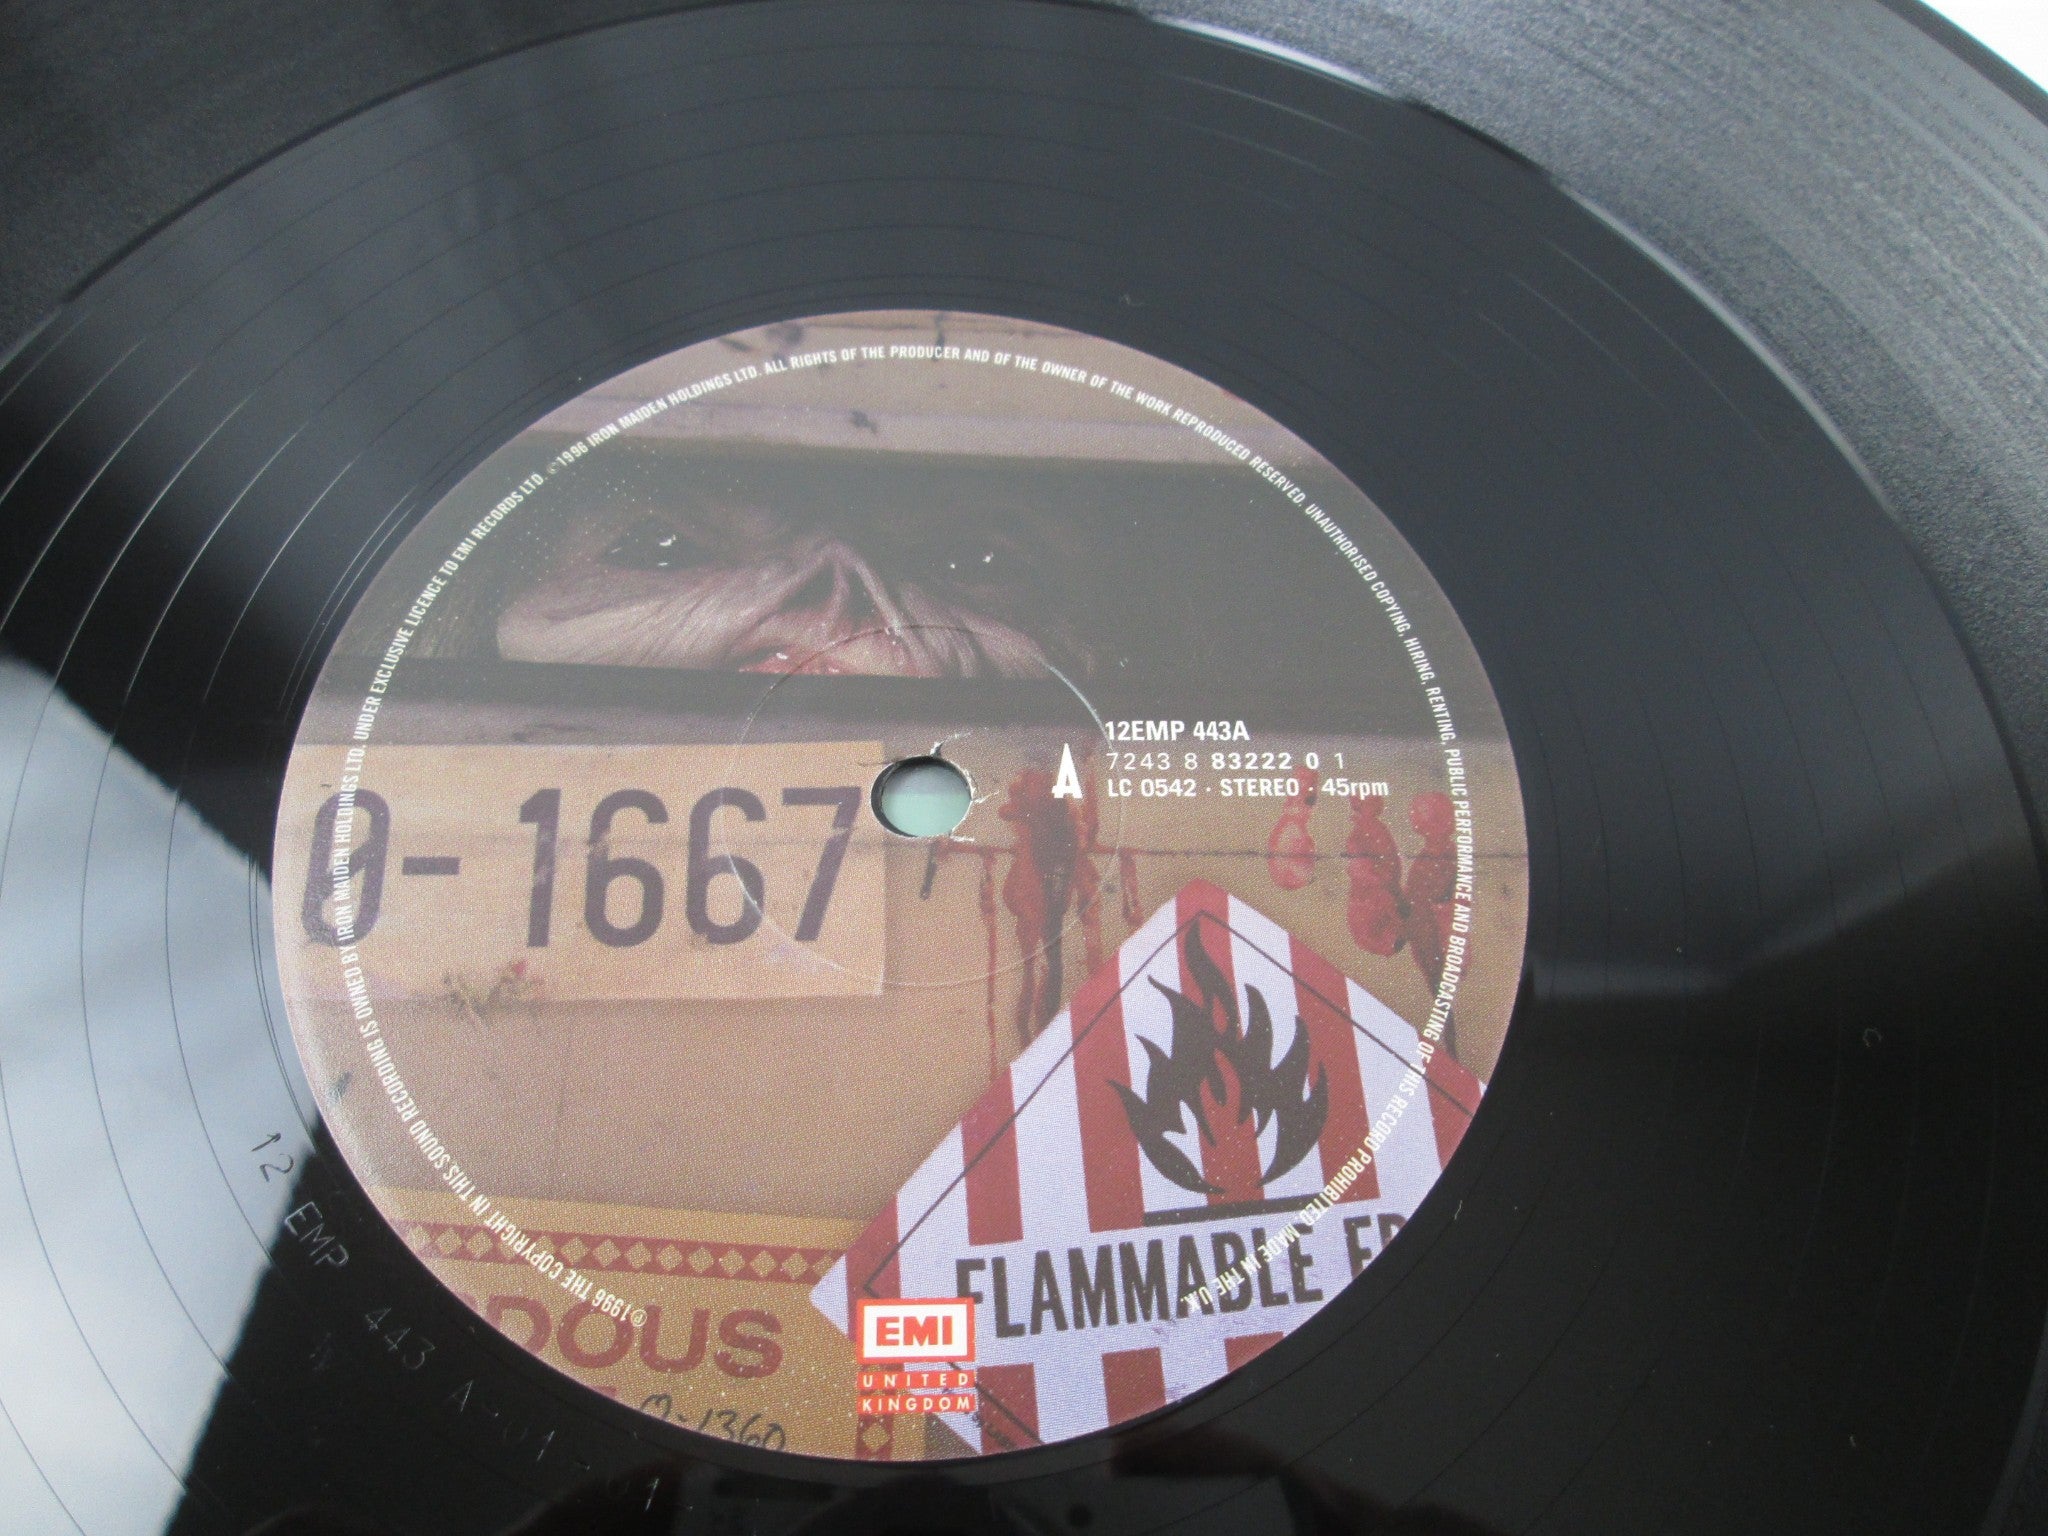 ℗1996 THE COPYRIGHT IN THIS SOUND RECORDING IS OWNED BY IRON MAIDEN HOLDINGS LTD. UNDER EXCLUSIVE LICENCE TO EMI RECORDS LTD. ©1996 IRON MAIDEN HOLDINGS LTD. ALL RIGHTS OF THE PRODUCER AND OF THE OWNER OF THE WORK REPRODUCED RESERVED. UNAUTHORISED COPYING, HIRING, RENTING, PUBLIC PERFORMANCE AND BROADCASTING OF THIS RECORD PROHIBITED. MADE IN THE U.K.
12EMP 443A
A 7243 8 83222 0 1
LC 0542 · STEREO · 45rpm
0-1667
FLAMMABLE
DOUS
EMI
UNITED
KINGDOM
12 EMP 443 A-01-01